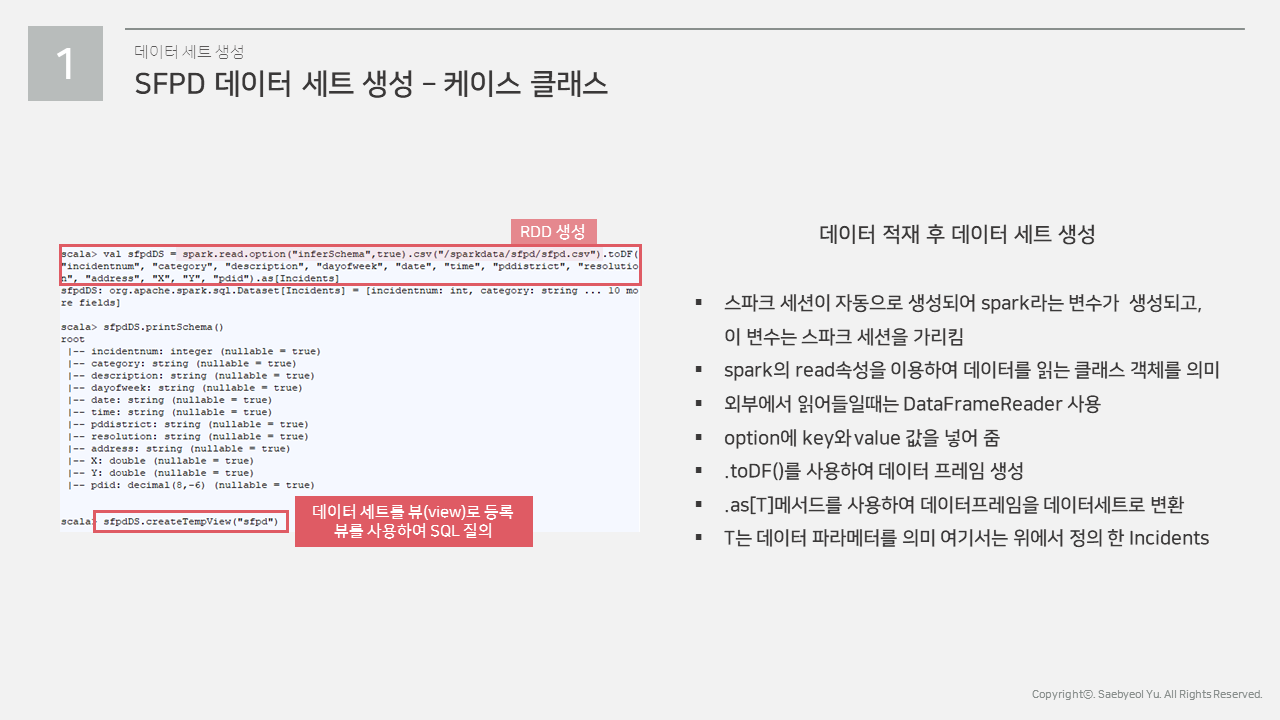 1
데이터 세트 생성
SFPD 데이터 세트 생성 – 케이스 클래스
RDD 생성
scala> val sfpdDS = spark.read.option("inferSchema",true).csv("/sparkdata/sfpd/sfpd.csv").toDF(
"incidentnum", "category", "description", "dayofweek", "date", "time", "pddistrict", "resolutio
n", "address", "X", "Y", "pdid").as[Incidents]
sfpdDS: org.apache.spark.sql.Dataset[Incidents] = [incidentnum: int, category: string ... 10 mo
re fields]
scala> sfpdDS.printSchema()
root
|-- incidentnum: integer (nullable = true)
|-- category: string (nullable = true)
|-- description: string (nullable = true)
|-- dayofweek: string (nullable = true)
|-- date: string (nullable = true)
|-- time: string (nullable = true)
|-- pddistrict: string (nullable = true)
|-- resolution: string (nullable = true)
|-- address: string (nullable = true)
|-- X: double (nullable = true)
|-- Y: double (nullable = true)
|-- pdid: decimal(8,-6) (nullable = true)
scala> sfpdDS.createTempView("sfpd")
데이터 세트를 뷰(view)로 등록
뷰를 사용하여 SQL 질의
데이터 적재 후 데이터 세트 생성
▪ 스파크 세션이 자동으로 생성되어 spark라는 변수가 생성되고,
이 변수는 스파크 세션을 가리킴
▪ spark의 read속성을 이용하여 데이터를 읽는 클래스 객체를 의미
▪ 외부에서 읽어들일때는 DataFrameReader 사용
▪ option에 key와 value 값을 넣어 줌
▪ .toDF()를 사용하여 데이터 프레임 생성
▪ .as[T]메서드를 사용하여 데이터프레임을 데이터세트로 변환
▪ T는 데이터 파라메터를 의미 여기서는 위에서 정의 한 Incidents
Copyrightⓒ. Saebyeol Yu. All Rights Reserved.